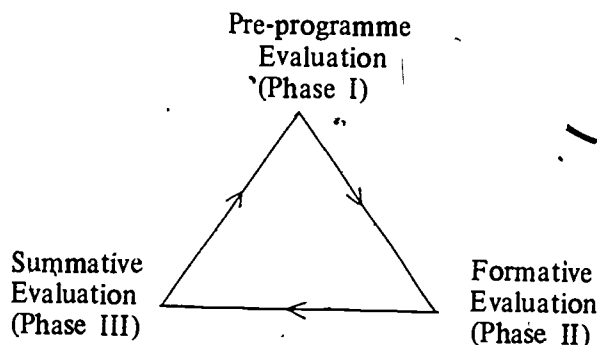 Pre-programme
Evaluation
(Phase I)
Summative
Evaluation
(Phase III)
Formative
Evaluation
(Phase II)